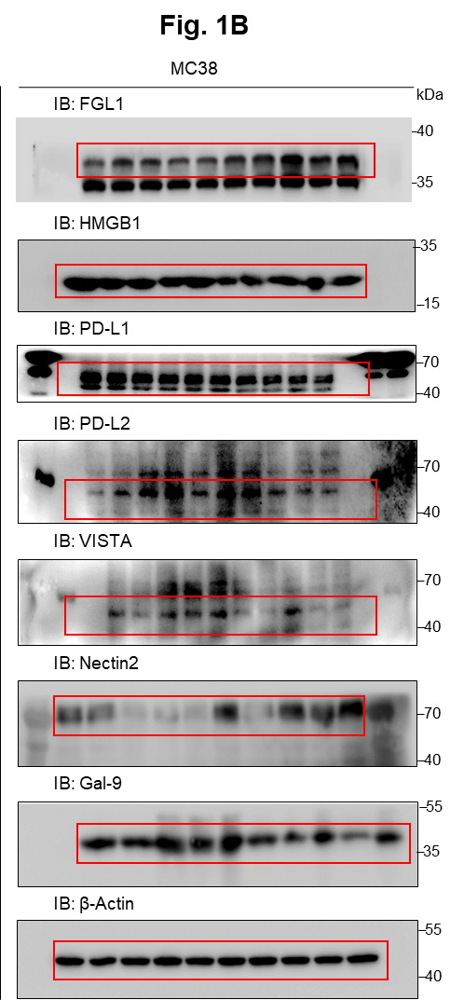 Fig. 1B
MC38
kDa
IB: FGL1
-40
-35
IB: HMGB1
-35
-15
IB: PD-L1
-70
-40
IB: PD-L2
-70
-40
IB: VISTA
-70
-40
IB: Nectin2
-70
-40
IB: Gal-9
-55
-35
IB: β-Actin
-55
-40